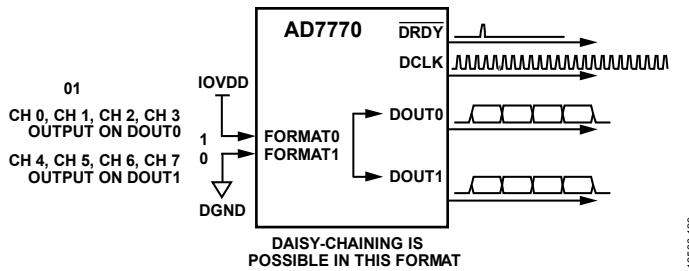 AD7770
DRDY
DCLK
01
IOVDD
CH 0, CH 1, CH 2, CH 3
OUTPUT ON DOUT0
1
FORMAT0
DOUT0
CH 4, CH 5, CH 6, CH 7
OUTPUT ON DOUT1
0
FORMAT1
DOUT1
DGND
DAISY-CHAINING IS
POSSIBLE IN THIS FORMAT